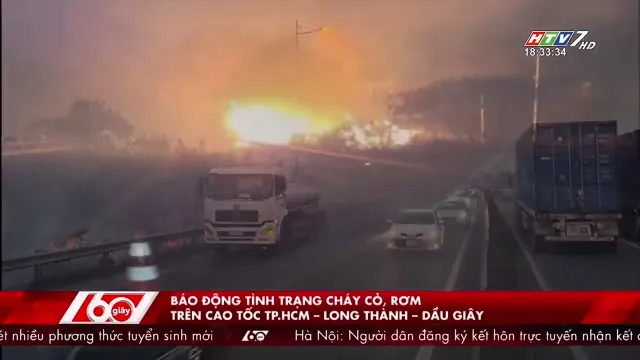 HTV7 HD
18:33:34
60 giây
BÁO ĐỘNG TÌNH TRẠNG CHÁY CỎ, RƠM
TRÊN CAO TỐC TP.HCM – LONG THÀNH – DẦU GIÂY
ét nhiều phương thức tuyển sinh mới Hà Nội: Người dân đăng ký kết hôn trực tuyến nhận kết q